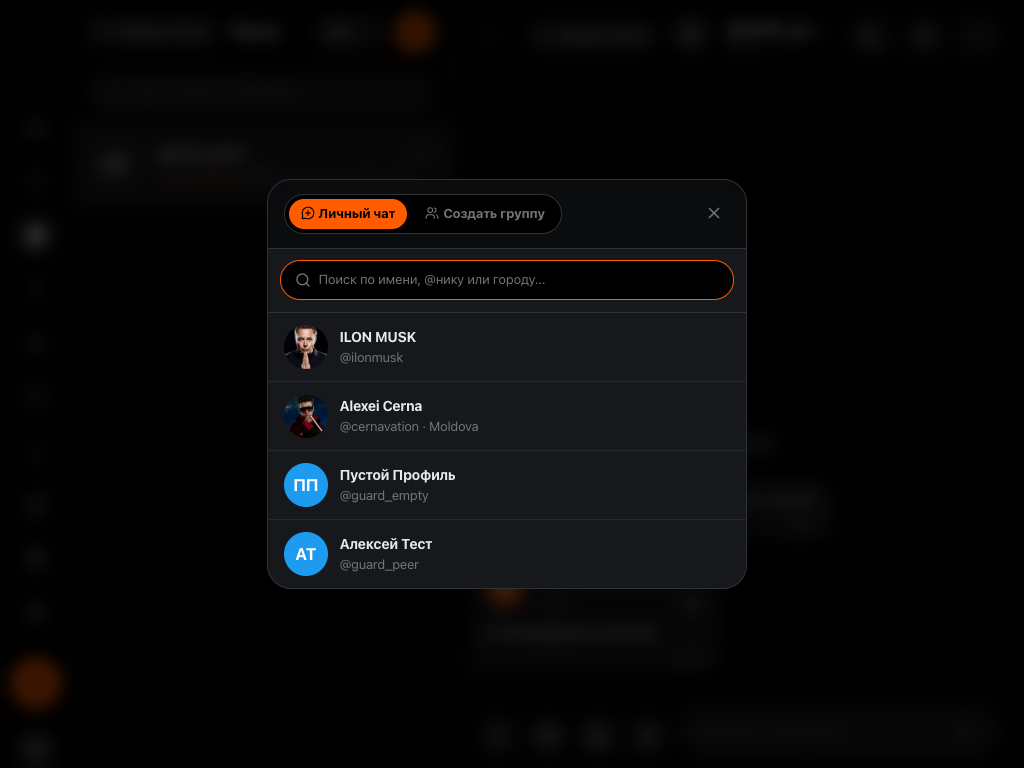 Личный чат
Создать группу
Поиск по имени, @нику или городу...
ILON MUSK
@ilonmusk
Alexei Cerna
@cernavation · Moldova
ПП
Пустой Профиль
@guard_empty
АТ
Алексей Тест
@guard_peer